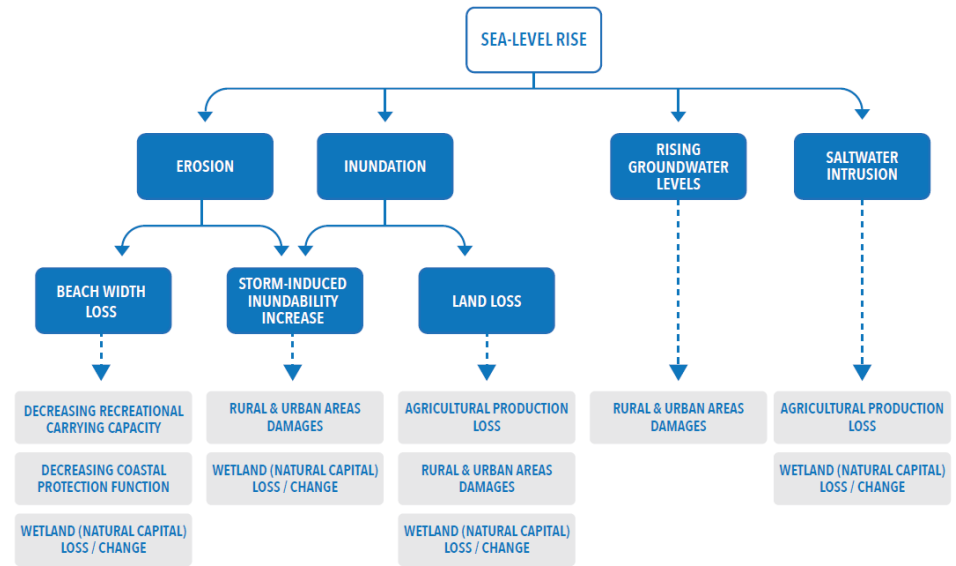 SEA-LEVEL RISE
EROSION
INUNDATION
RISING
GROUNDWATER
LEVELS
SALTWATER
INTRUSION
BEACH WIDTH
LOSS
STORM-INDUCED
INUNDABILITY
INCREASE
LAND LOSS
DECREASING RECREATIONAL
CARRYING CAPACITY
DECREASING COASTAL
PROTECTION FUNCTION
WETLAND (NATURAL CAPITAL)
LOSS / CHANGE
RURAL & URBAN AREAS
DAMAGES
WETLAND (NATURAL CAPITAL)
LOSS / CHANGE
AGRICULTURAL PRODUCTION
LOSS
RURAL & URBAN AREAS
DAMAGES
WETLAND (NATURAL CAPITAL)
LOSS / CHANGE
RURAL & URBAN AREAS
DAMAGES
AGRICULTURAL PRODUCTION
LOSS
WETLAND (NATURAL CAPITAL)
LOSS / CHANGE